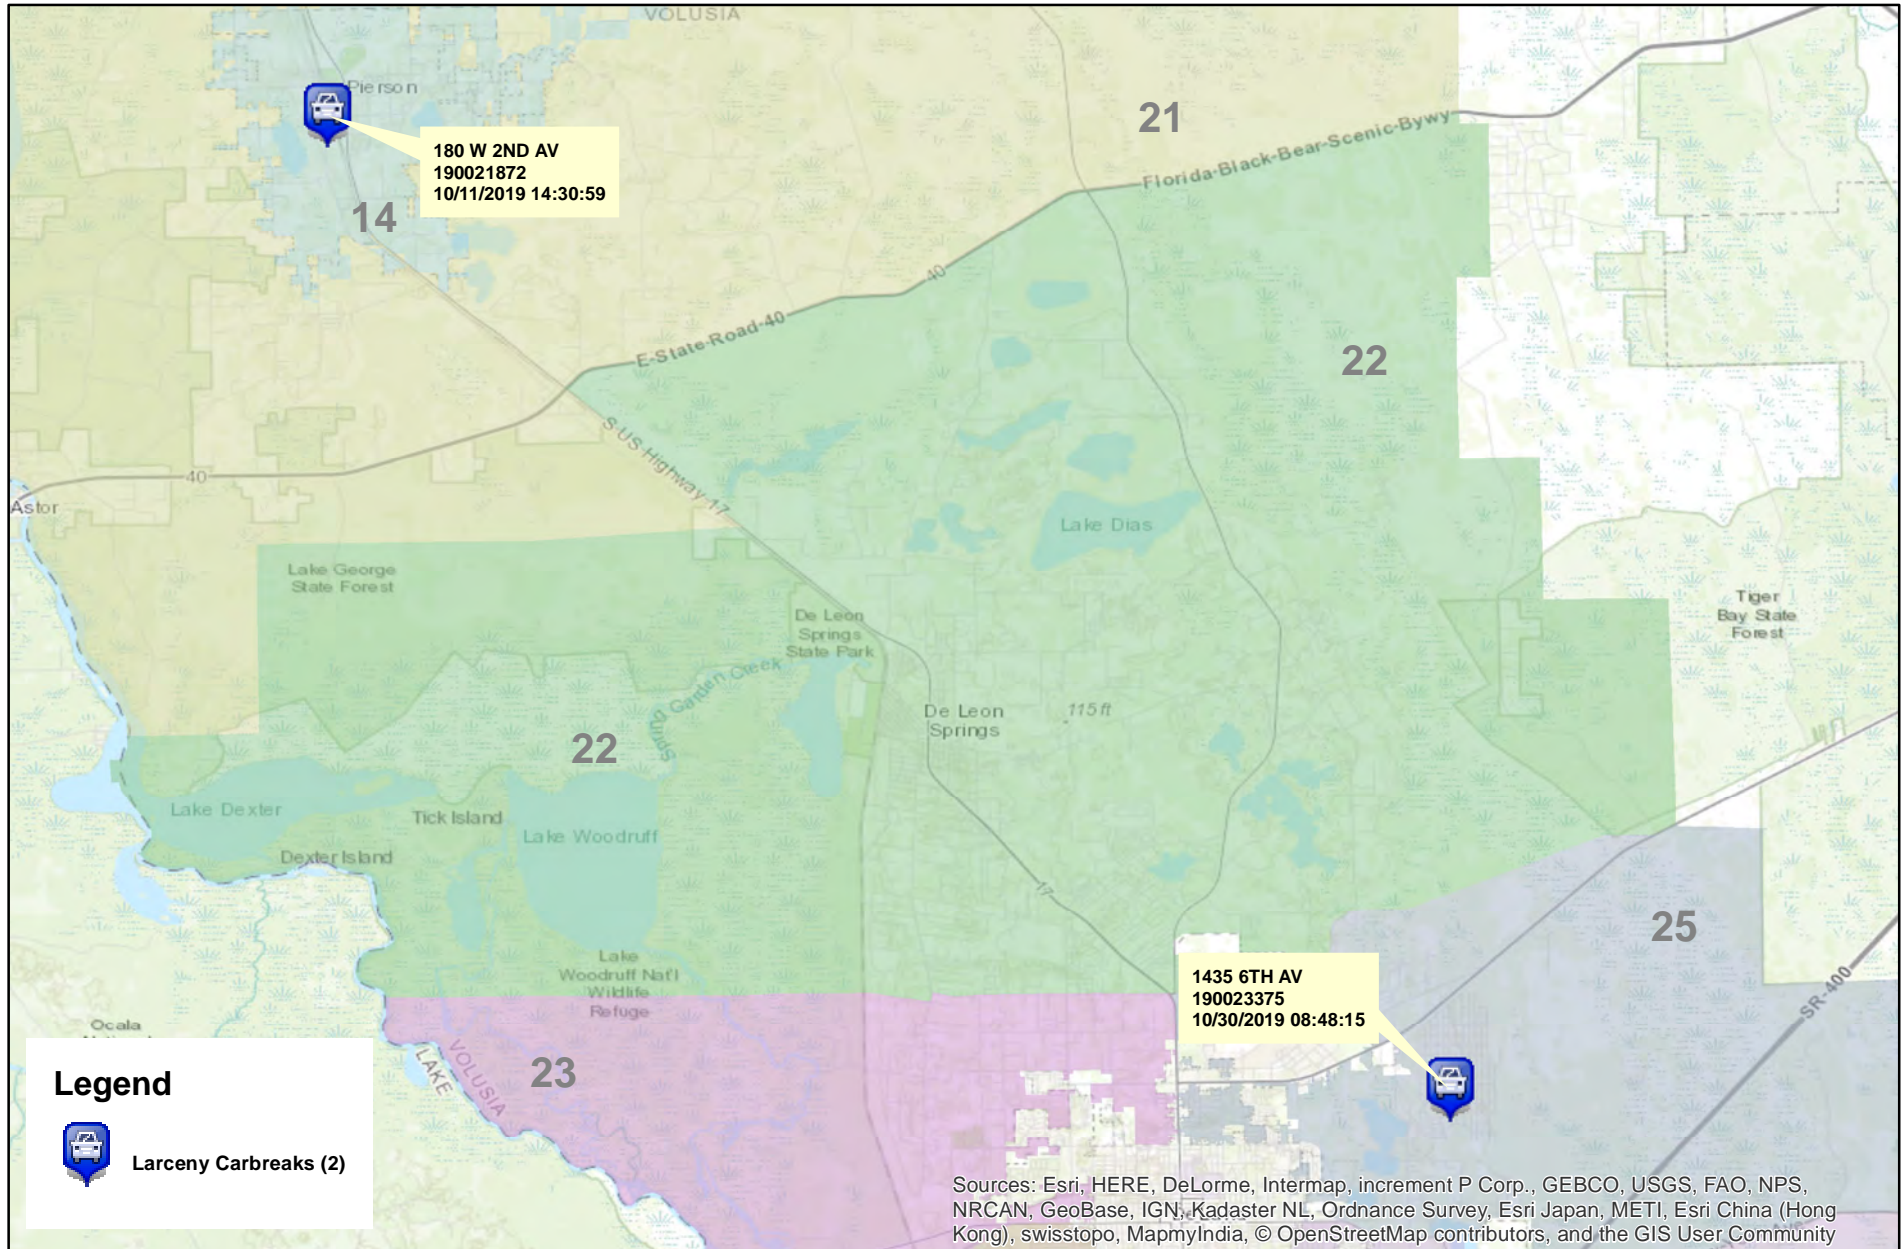 VOLUSIA
Pierson
180 W 2ND AV
190021872
10/11/2019 14:30:59
14
21
Florida-Black-Bear-Scenic-Bywy
40
E-State-Road-40
22
S-US-Highway-17
40
Astor
Lake Dias
Lake George
State Forest
De Leon
Springs
State Park
Tiger
Bay State
Forest
Spring Garden Creek
De Leon
Springs
115 ft
22
Lake Dexter
Tick Island
Lake Woodruff
Dexter Island
17
25
Lake
Woodruff Nat'l
Wildlife
Refuge
1435 6TH AV
190023375
10/30/2019 08:48:15
SR-400
Ocala
LAKE
VOLUSIA
23
Legend
Larceny Carbreaks (2)
Sources: Esri, HERE, DeLorme, Intermap, increment P Corp., GEBCO, USGS, FAO, NPS,
NRCAN, GeoBase, IGN, Kadaster NL, Ordnance Survey, Esri Japan, METI, Esri China (Hong
Kong), swisstopo, MapmyIndia, © OpenStreetMap contributors, and the GIS User Community